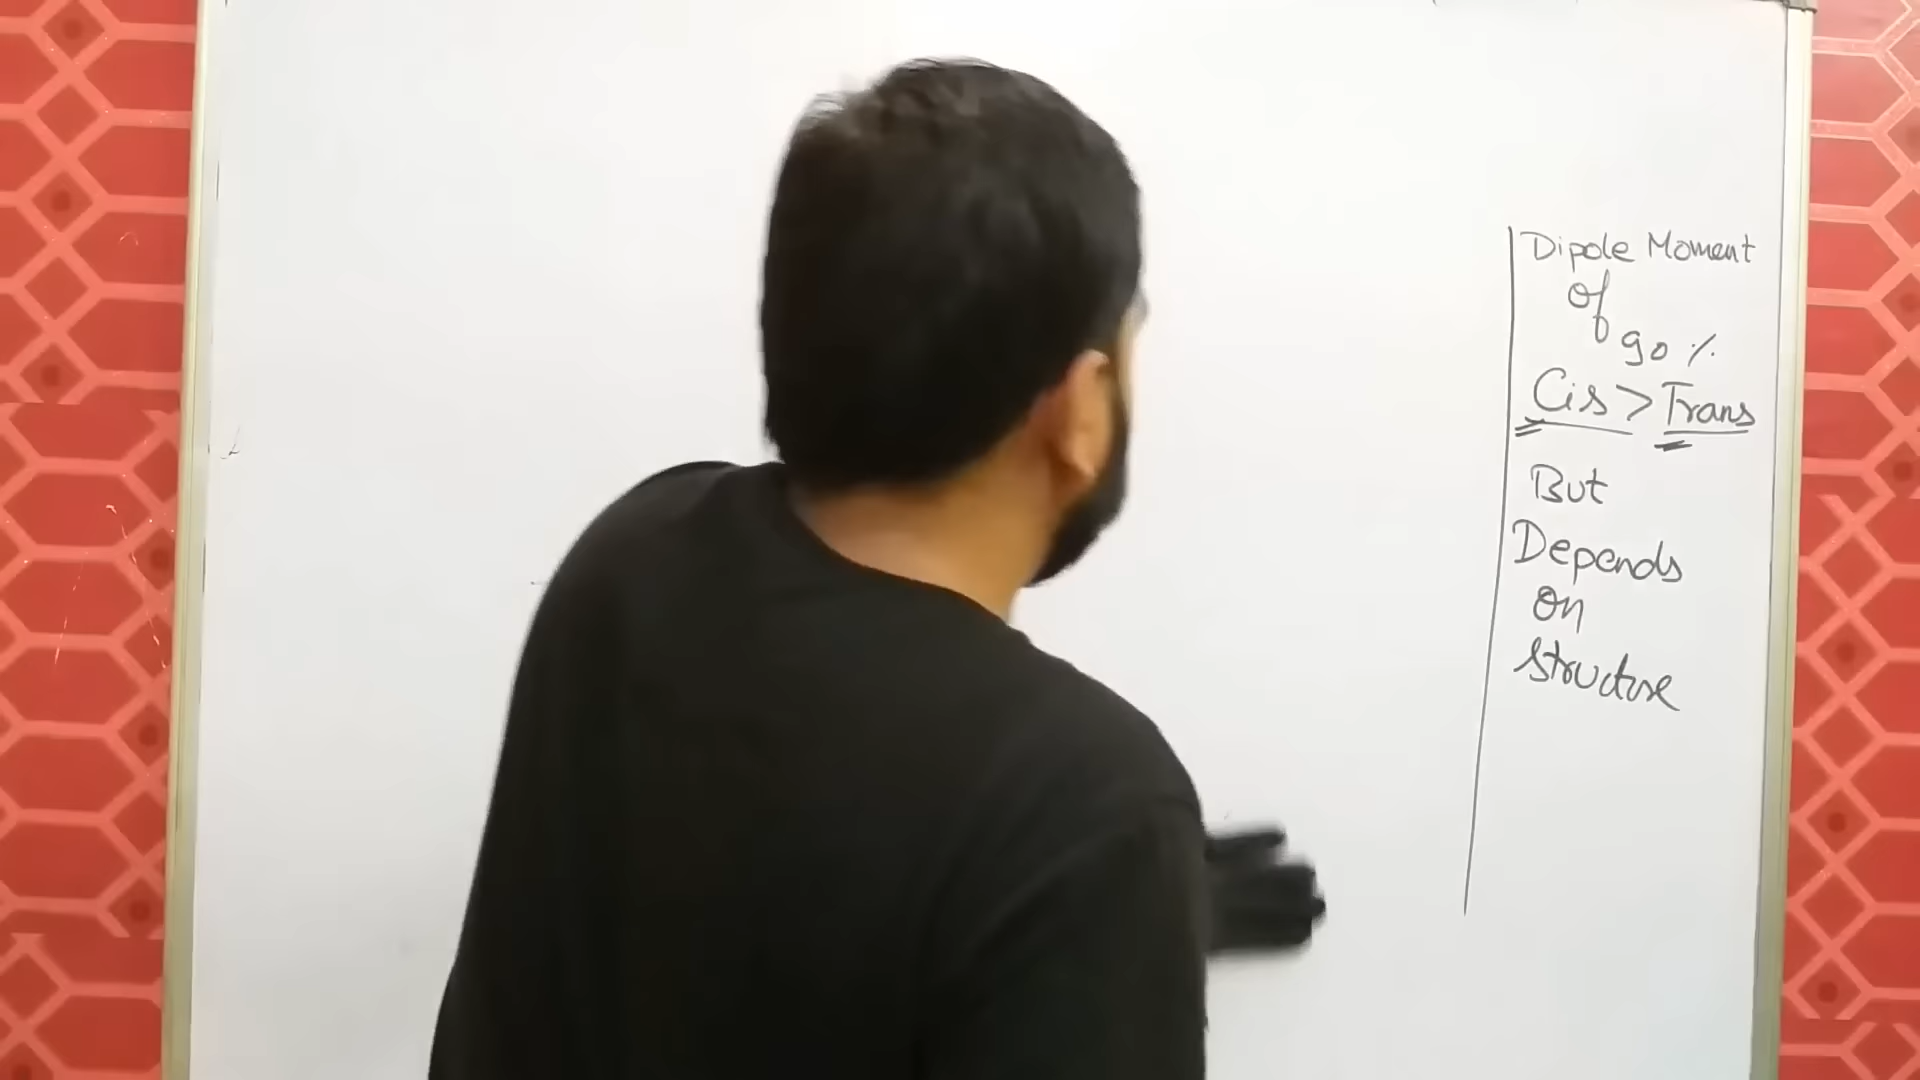 Dipole Moment
of
90 %
Cis > Trans
But
Depends
on
structure